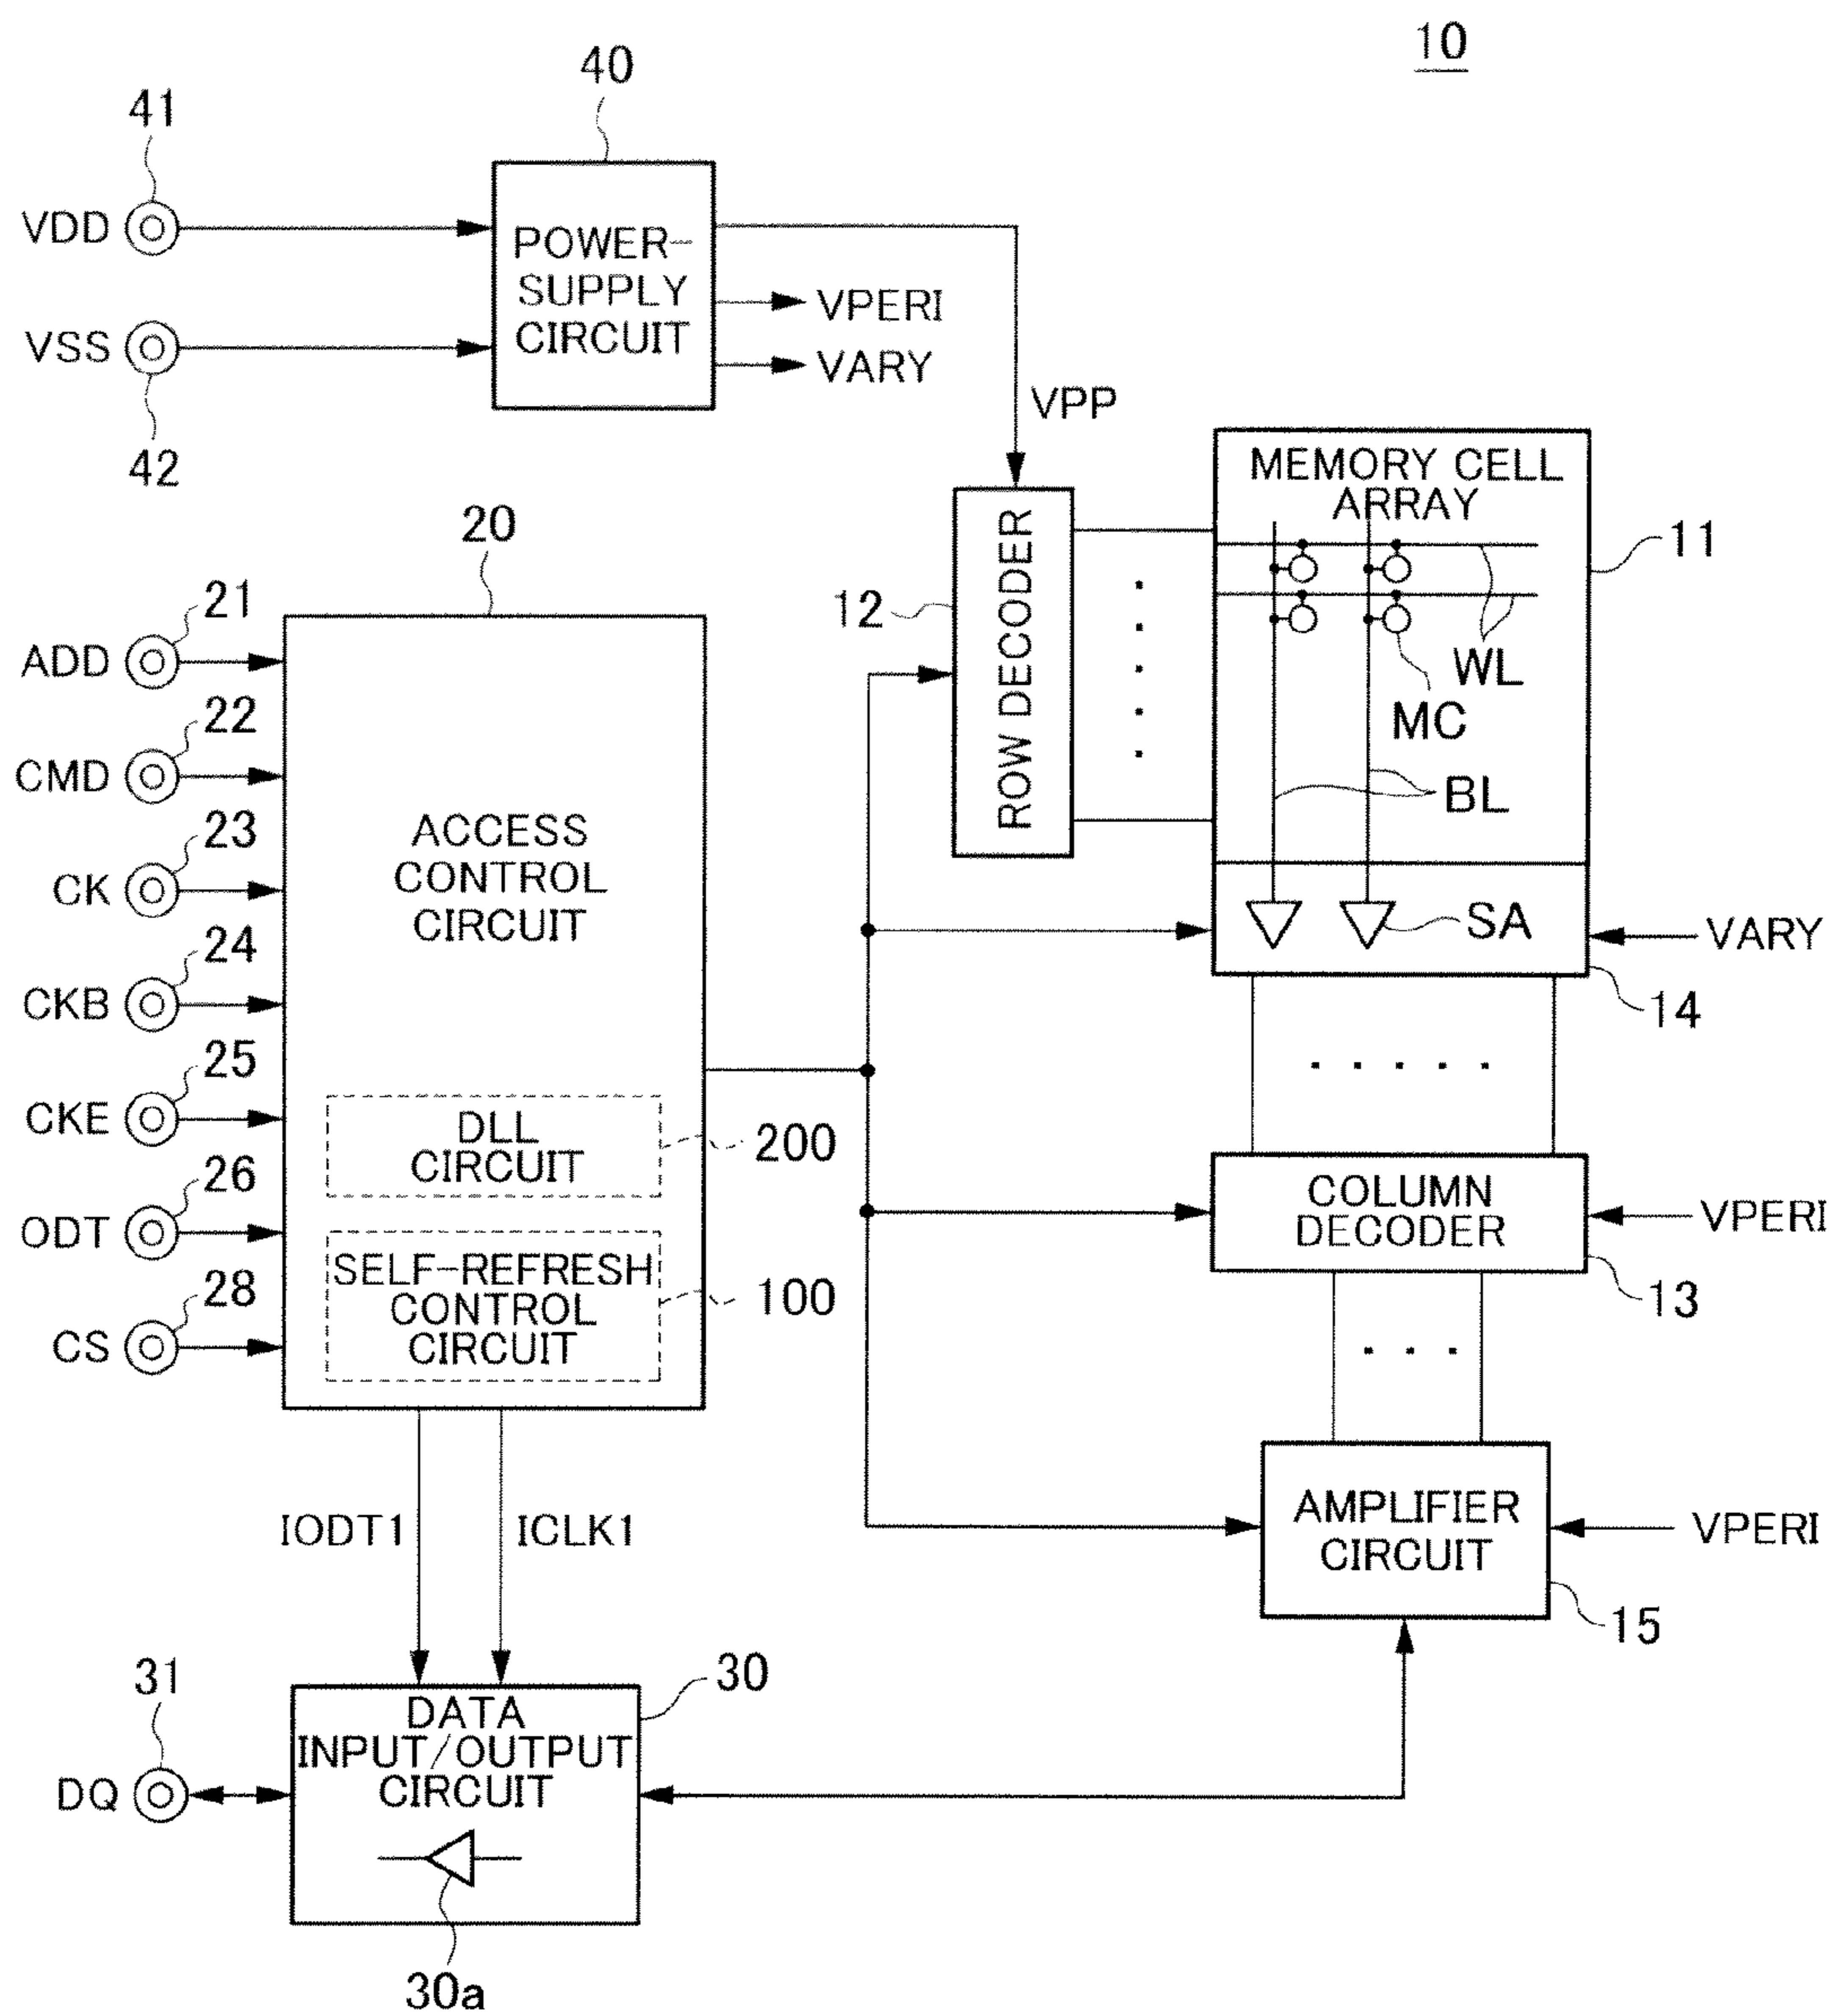 10
40
41
VDD
POWER-
SUPPLY
CIRCUIT
VPERI
VSS
VARY
42
VPP
MEMORY CELL
ARRAY
11
ROW DECODER
12
WL
MC
BL
SA
VARY
14
20
21
ADD
22
CMD
23
CK
24
CKB
25
CKE
26
ODT
28
CS
ACCESS
CONTROL
CIRCUIT
DLL
CIRCUIT
200
SELF-REFRESH
CONTROL
CIRCUIT
100
COLUMN
DECODER
VPERI
13
AMPLIFIER
CIRCUIT
VPERI
15
IODT1
ICLK1
31
30
DQ
DATA
INPUT/OUTPUT
CIRCUIT
30a